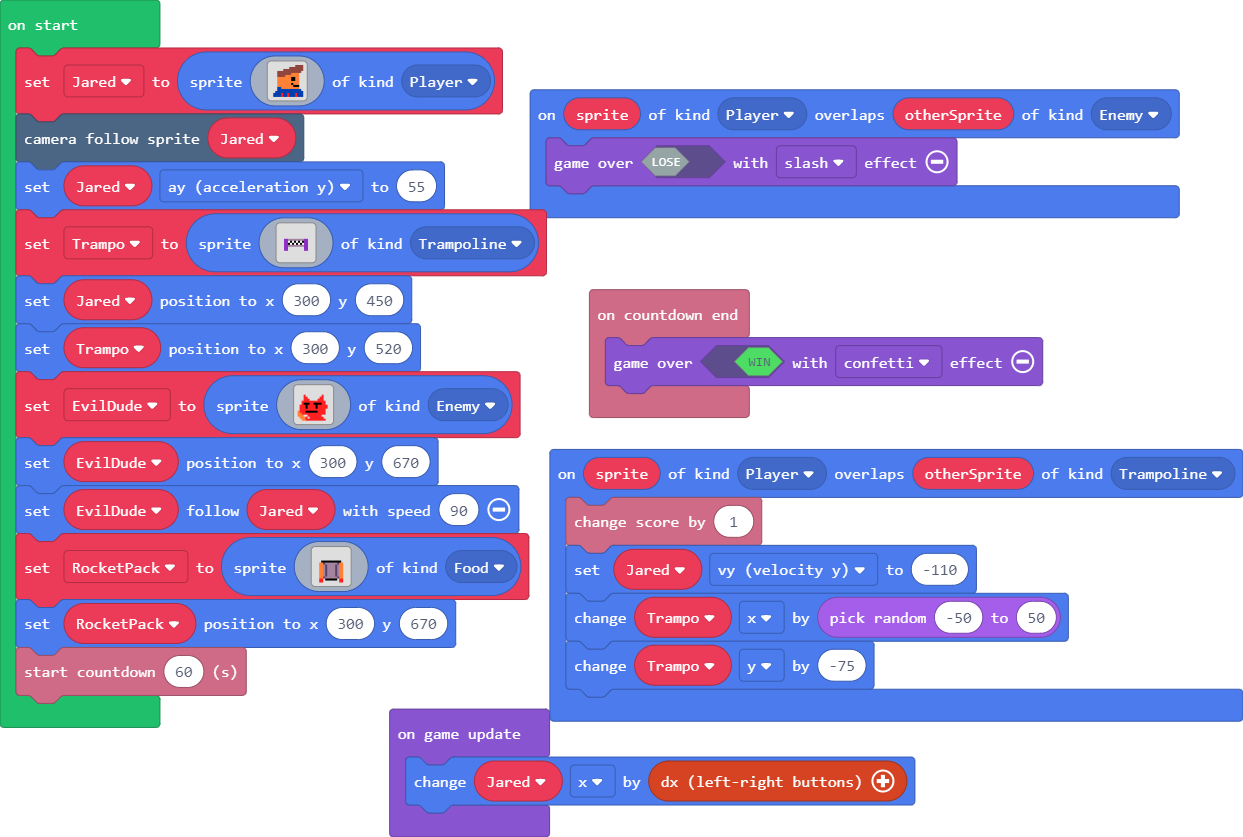 on start
set Jared to sprite of kind Player
camera follow sprite Jared
set Jared ay (acceleration y) to 55
set Trampo to sprite of kind Trampoline
set Jared position to x 300 y 450
set Trampo position to x 300 y 520
set EvilDude to sprite of kind Enemy
set EvilDude position to x 300 y 670
set EvilDude follow Jared with speed 90
set RocketPack to sprite of kind Food
set RocketPack position to x 300 y 670
start countdown 60 (s)
on sprite of kind Player overlaps otherSprite of kind Enemy
game over LOSE with slash effect
on countdown end
game over WIN with confetti effect
on sprite of kind Player overlaps otherSprite of kind Trampoline
change score by 1
set Jared vy (velocity y) to -110
change Trampo x by pick random -50 to 50
change Trampo y by -75
on game update
change Jared x by dx (left-right buttons)